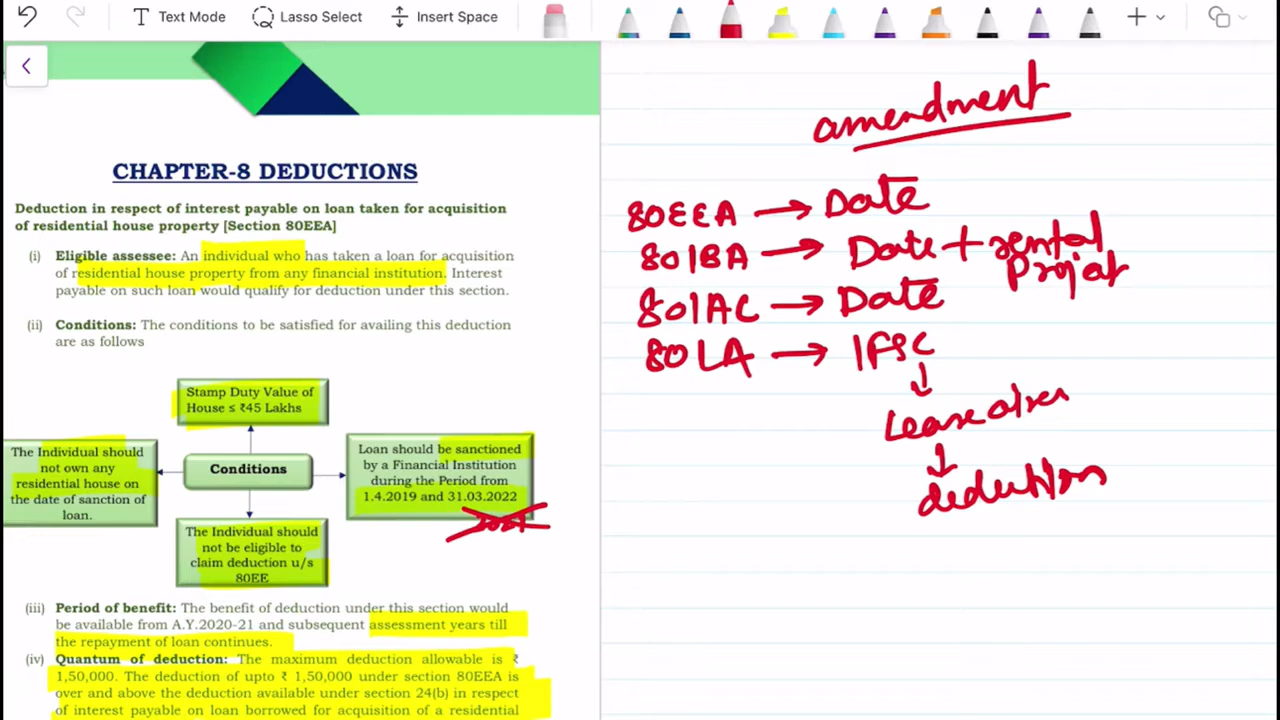 Text Mode
Lasso Select
Insert Space
CHAPTER-8 DEDUCTIONS
Deduction in respect of interest payable on loan taken for acquisition
of residential house property [Section 80EEA]
(i) Eligible assessee: An individual who has taken a loan for acquisition
of residential house property from any financial institution. Interest
payable on such loan would qualify for deduction under this section.
(ii) Conditions: The conditions to be satisfied for availing this deduction
are as follows
Stamp Duty Value of
House ≤ ₹45 Lakhs
The Individual should
not own any
residential house on
the date of sanction of
loan.
Conditions
Loan should be sanctioned
by a Financial Institution
during the Period from
1.4.2019 and 31.03.2022
The Individual should
not be eligible to
claim deduction u/s
80EE
(iii) Period of benefit: The benefit of deduction under this section would
be available from A.Y.2020-21 and subsequent assessment years till
the repayment of loan continues.
(iv) Quantum of deduction: The maximum deduction allowable is ₹
1,50,000. The deduction of upto ₹ 1,50,000 under section 80EEA is
over and above the deduction available under section 24(b) in respect
of interest payable on loan borrowed for acquisition of a residential
amendment
80EEA → Date
80IBA → Date + rental
Projat
80IAC → Date
80LA → IFSC
↓
↓
deduction